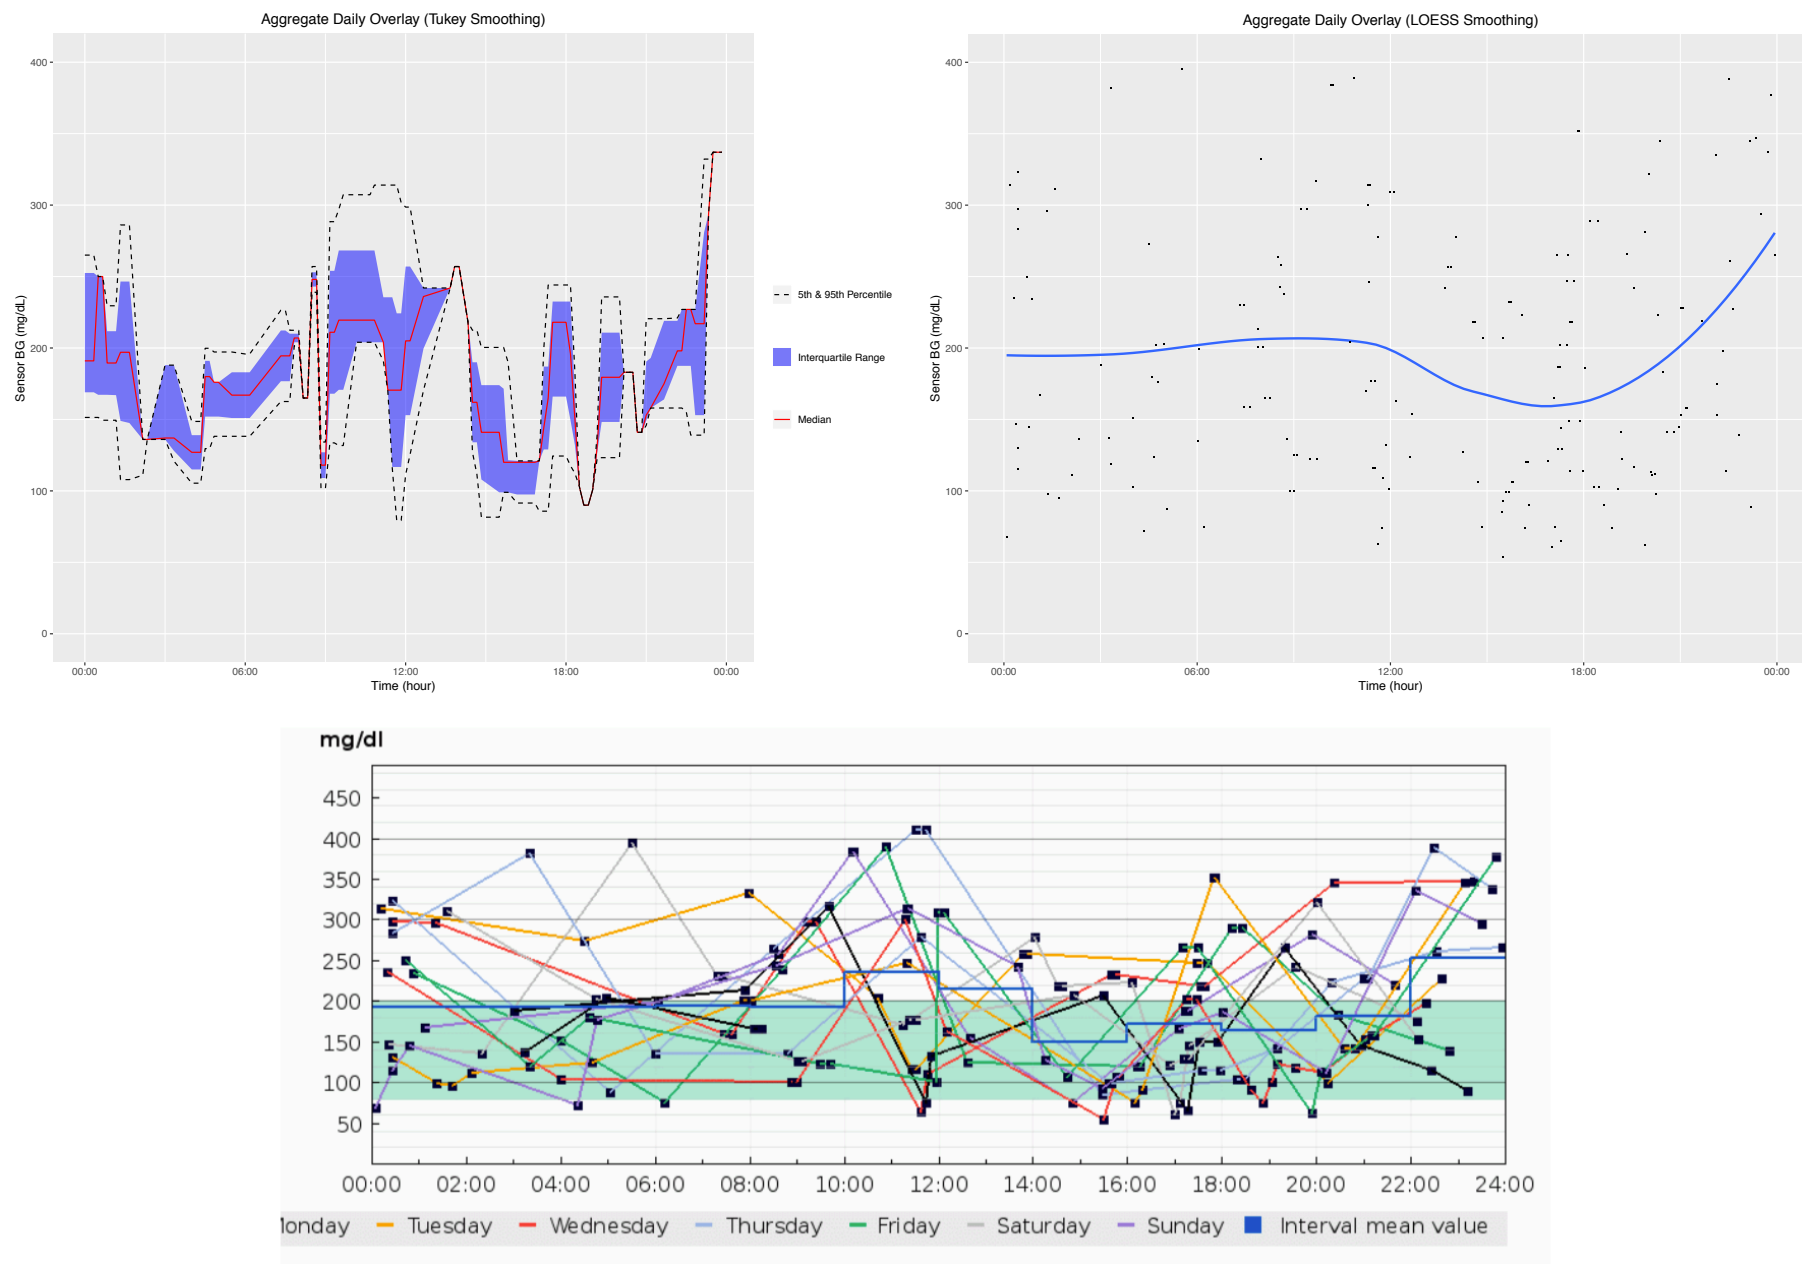 Aggregate Daily Overlay (Tukey Smoothing)
400
300
200
100
0
Sensor BG (mg/dL)
00:00 06:00 12:00 18:00 00:00
Time (hour)
5th & 95th Percentile
Interquartile Range
Median
Aggregate Daily Overlay (LOESS Smoothing)
400
300
200
100
0
Sensor BG (mg/dL)
00:00 06:00 12:00 18:00 00:00
Time (hour)
mg/dl
450
400
350
300
250
200
150
100
50
00:00 02:00 04:00 06:00 08:00 10:00 12:00 14:00 16:00 18:00 20:00 22:00 24:00
onday Tuesday Wednesday Thursday Friday Saturday Sunday Interval mean value